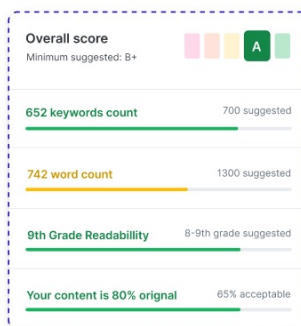 Overall score
Minimum suggested: B+
A
652 keywords count 700 suggested
742 word count 1300 suggested
9th Grade Readabillity 8-9th grade suggested
Your content is 80% orignal 65% acceptable